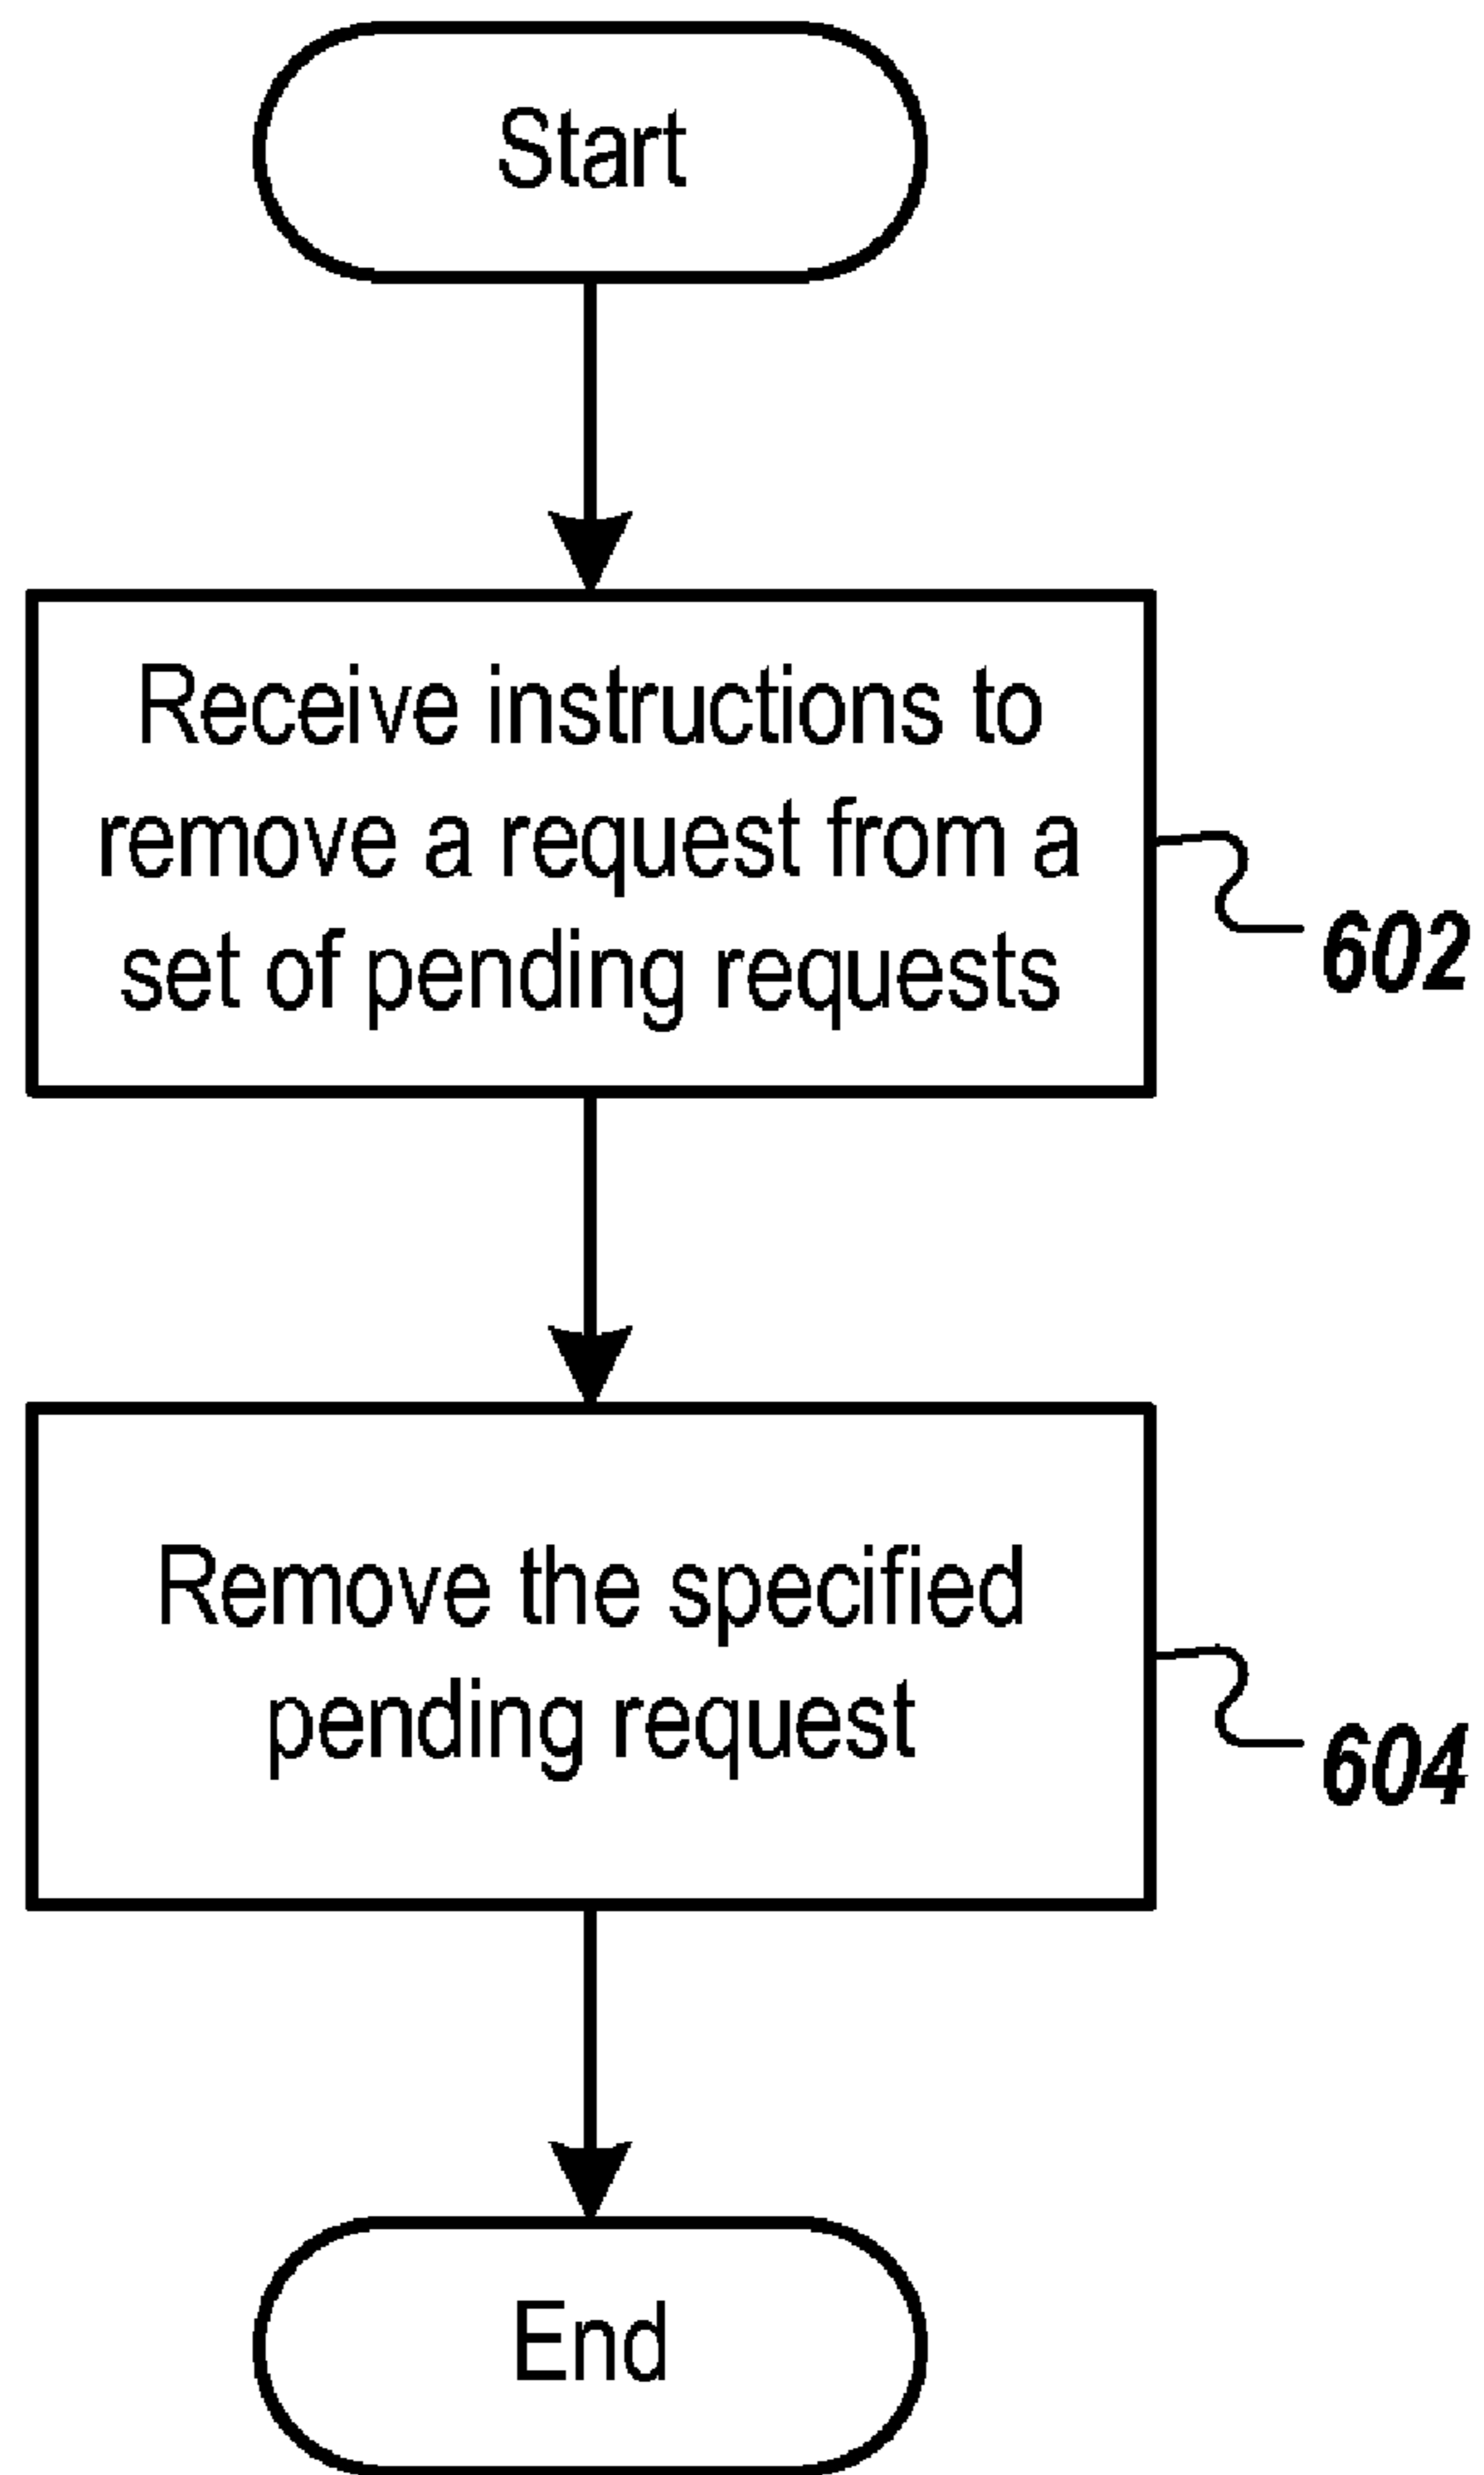 Start
Receive instructions to
remove a request from a
set of pending requests
602
Remove the specified
pending request
604
End